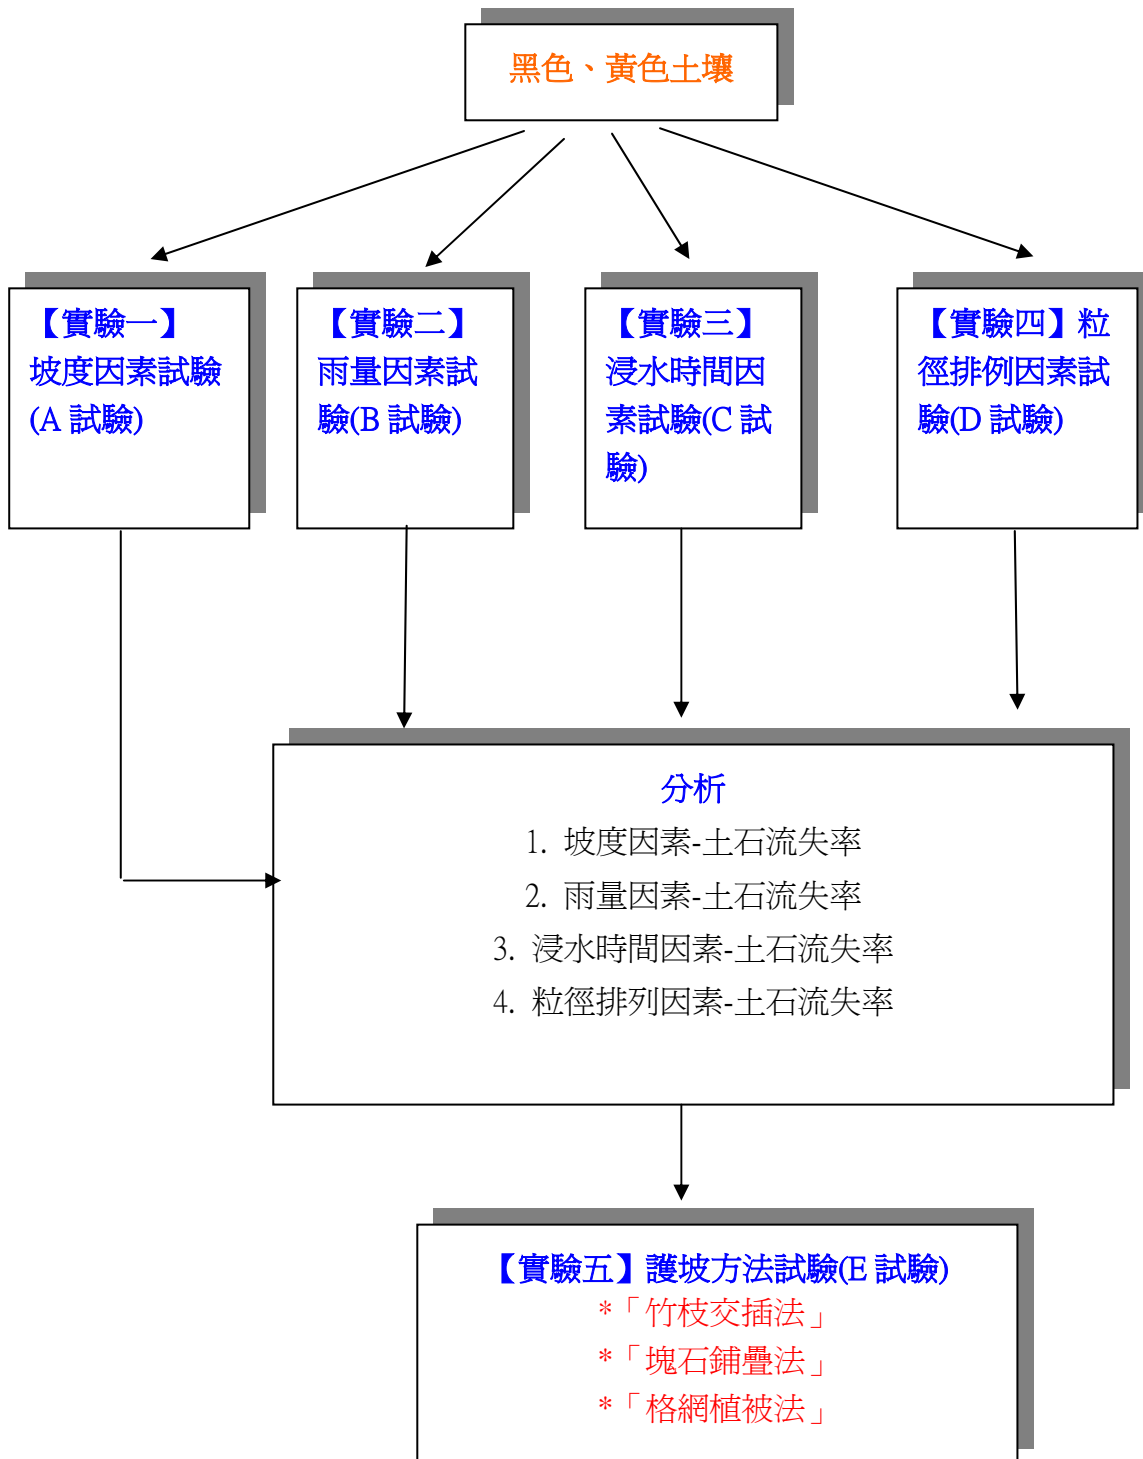 黑色、黃色土壤
【實驗一】
坡度因素試驗
(A 試驗)
【實驗二】
雨量因素試
驗(B 試驗)
【實驗三】
浸水時間因
素試驗(C 試
驗)
【實驗四】粒
徑排例因素試
驗(D 試驗)
分析
1. 坡度因素-土石流失率
2. 雨量因素-土石流失率
3. 浸水時間因素-土石流失率
4. 粒徑排列因素-土石流失率
【實驗五】護坡方法試驗(E 試驗)
*「竹枝交插法」
*「塊石鋪疊法」
*「格網植被法」